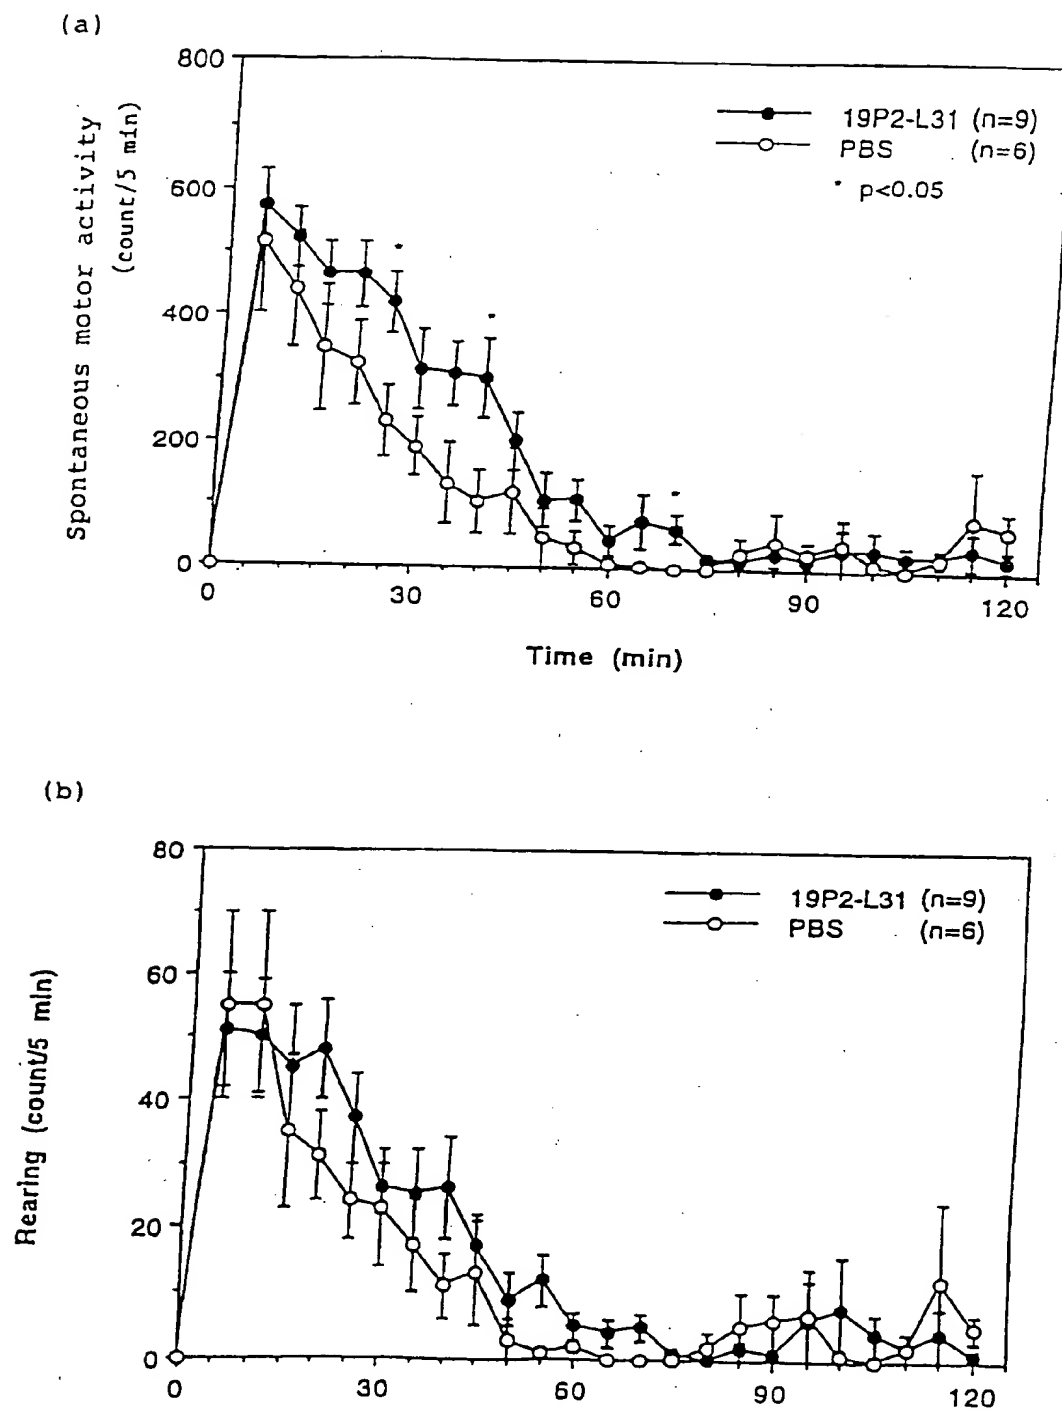 (a)
800
600
400
200
0
Spontaneous motor activity
(count/5 min)
19P2-L31 (n=9)
PBS (n=6)
* p<0.05
*
*
*
0 30 60 90 120
Time (min)
(b)
80
60
40
20
0
Rearing (count/5 min)
19P2-L31 (n=9)
PBS (n=6)
0 30 60 90 120